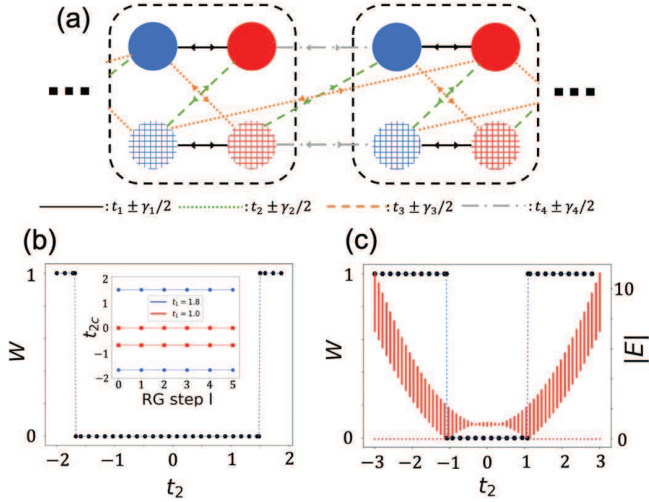 (a)
: t₁ ± γ₁/2 : t₂ ± γ₂/2 : t₃ ± γ₃/2 : t₄ ± γ₄/2
(b)
(c)
1
0
W
−2 −1 0 1 2
t₂
2
1
0
−1
−2
t₂c
t₁ = 1.8
t₁ = 1.0
0 1 2 3 4 5
RG step l
1
0
W
−3 −2 −1 0 1 2 3
t₂
10
0
|E|